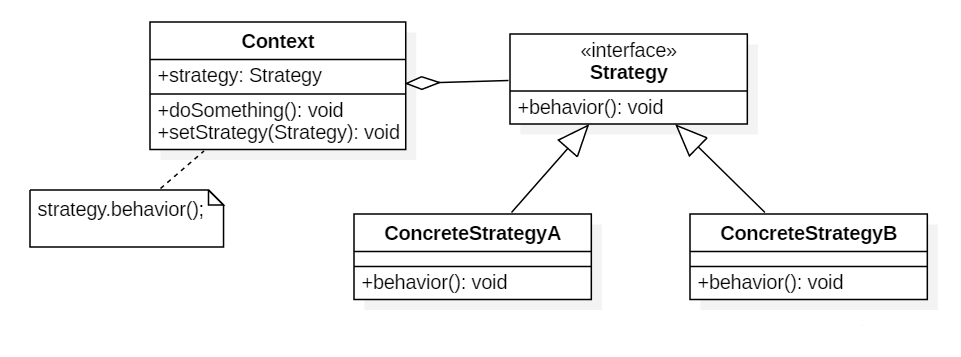 Context
+strategy: Strategy
+doSomething(): void
+setStrategy(Strategy): void
strategy.behavior();
«interface»
Strategy
+behavior(): void
ConcreteStrategyA
+behavior(): void
ConcreteStrategyB
+behavior(): void